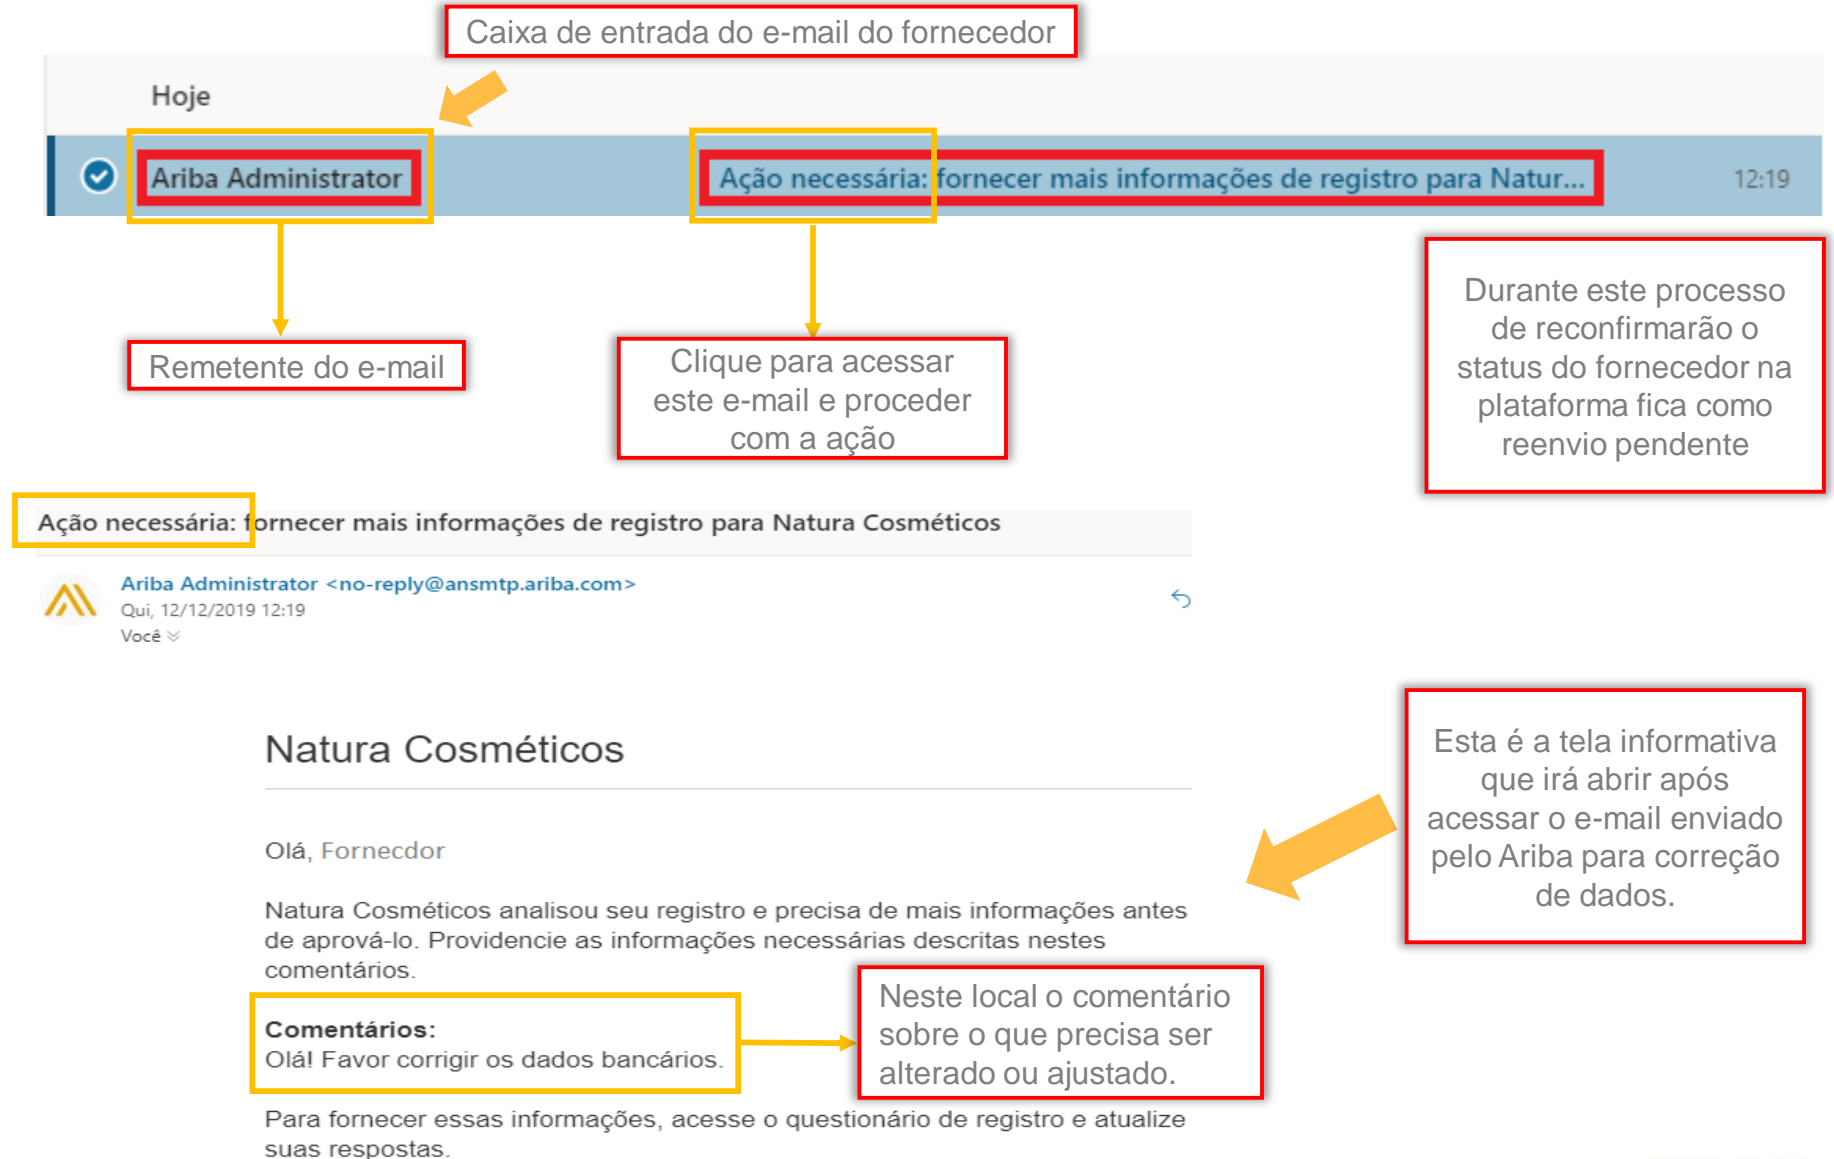 Caixa de entrada do e-mail do fornecedor
Hoje
Ariba Administrator
Ação necessária: fornecer mais informações de registro para Natur...
12:19
Remetente do e-mail
Clique para acessar
este e-mail e proceder
com a ação
Durante este processo
de reconfirmarão o
status do fornecedor na
plataforma fica como
reenvio pendente
Ação necessária: fornecer mais informações de registro para Natura Cosméticos
Ariba Administrator <no-reply@ansmtp.ariba.com>
Qui, 12/12/2019 12:19
Você
Natura Cosméticos
Esta é a tela informativa
que irá abrir após
acessar o e-mail enviado
pelo Ariba para correção
de dados.
Olá, Fornecdor
Natura Cosméticos analisou seu registro e precisa de mais informações antes
de aprová-lo. Providencie as informações necessárias descritas nestes
comentários.
Comentários:
Olá! Favor corrigir os dados bancários.
Neste local o comentário
sobre o que precisa ser
alterado ou ajustado.
Para fornecer essas informações, acesse o questionário de registro e atualize
suas respostas.